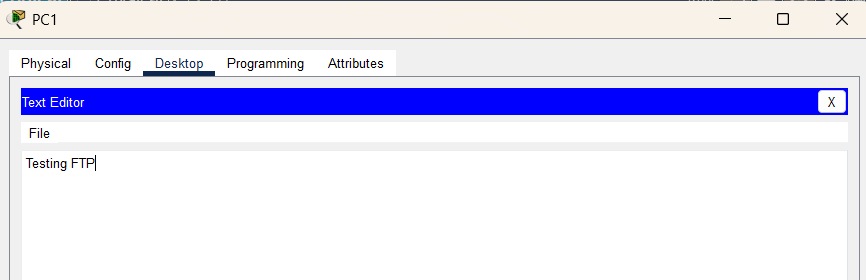 PC1
Physical Config Desktop Programming Attributes
Text Editor X
File
Testing FTP